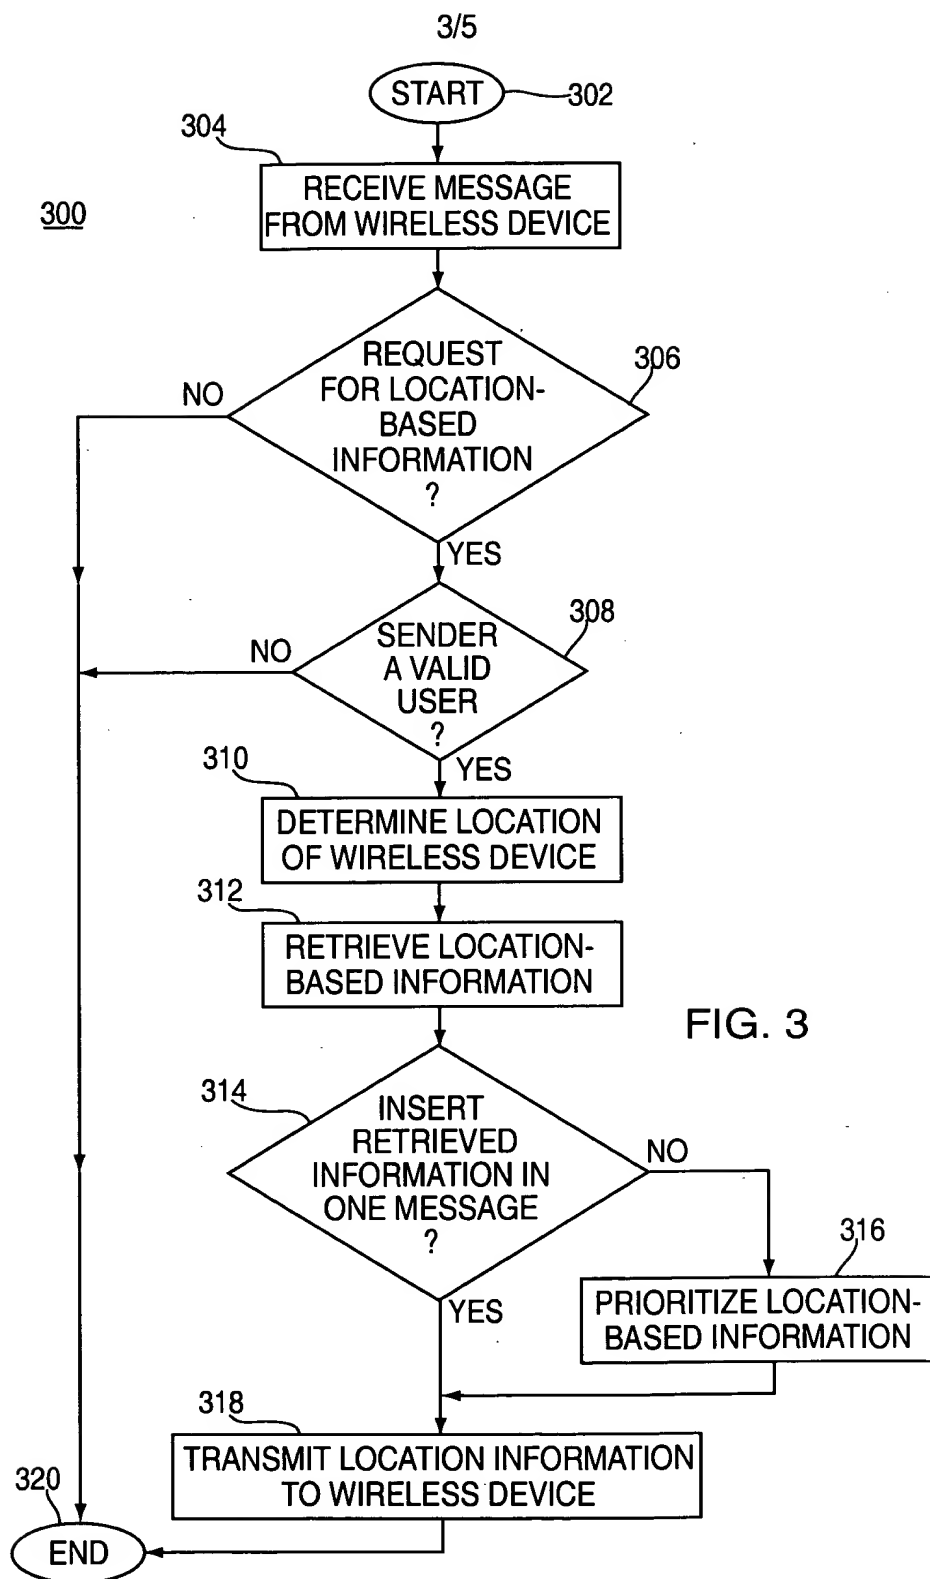 3/5
START
302
304
RECEIVE MESSAGE
FROM WIRELESS DEVICE
300
REQUEST
FOR LOCATION-
BASED
INFORMATION
?
306
NO
YES
SENDER
A VALID
USER
?
308
NO
YES
310
DETERMINE LOCATION
OF WIRELESS DEVICE
312
RETRIEVE LOCATION-
BASED INFORMATION
FIG. 3
314
INSERT
RETRIEVED
INFORMATION IN
ONE MESSAGE
?
NO
YES
316
PRIORITIZE LOCATION-
BASED INFORMATION
318
TRANSMIT LOCATION INFORMATION
TO WIRELESS DEVICE
320
END